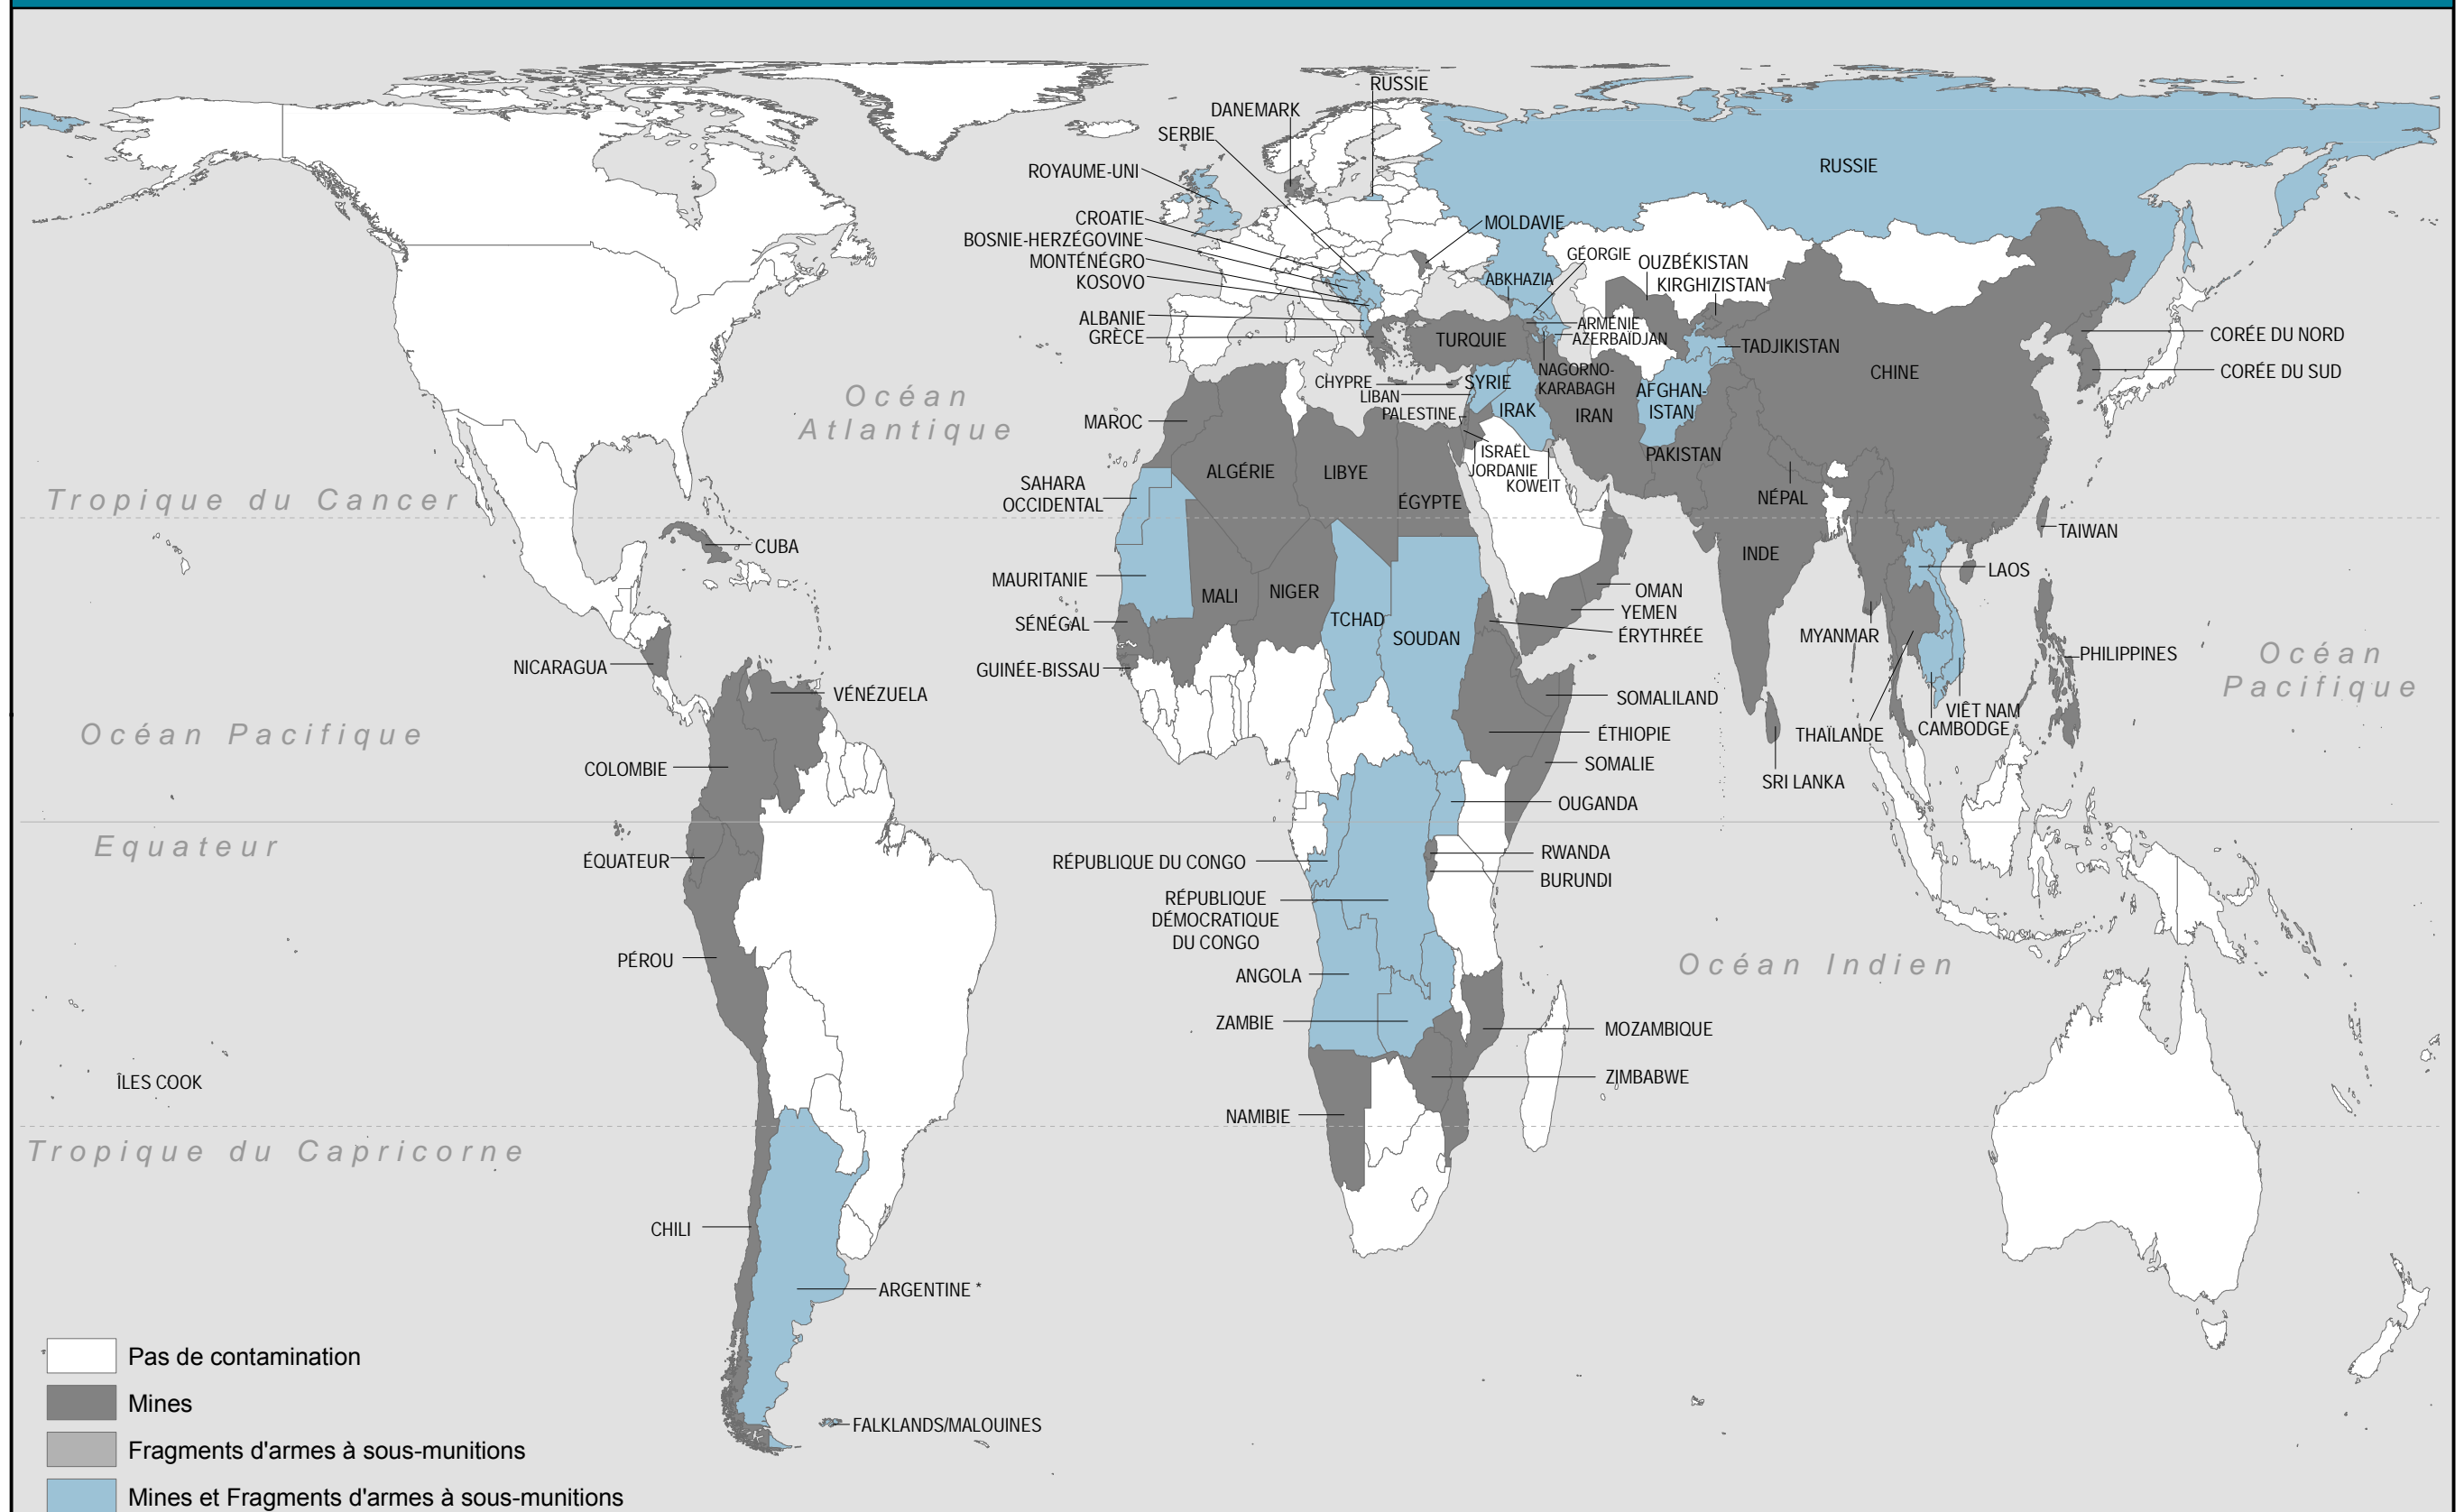 RUSSIE
DANEMARK
SERBIE
ROYAUME-UNI
RUSSIE
CROATIE
MOLDAVIE
BOSNIE-HERZÉGOVINE
MONTÉNÉGRO
KOSOVO
GÉORGIE
OUZBÉKISTAN
KIRGHIZISTAN
ABKHAZIA
ALBANIE
GRÈCE
TURQUIE
ARMÉNIE
AZERBAÏDJAN
TADJIKISTAN
CORÉE DU NORD
CORÉE DU SUD
CHINE
NAGORNO-
KARABAGH
CHYPRE
SYRIE
LIBAN
PALESTINE
IRAK
IRAN
AFGHAN-
ISTAN
Océan
Atlantique
MAROC
ISRAËL
JORDANIE
KOWEIT
PAKISTAN
ALGÉRIE
LIBYE
ÉGYPTE
NÉPAL
SAHARA
OCCIDENTAL
Tropique du Cancer
CUBA
TAIWAN
INDE
LAOS
MAURITANIE
MALI
NIGER
TCHAD
SOUDAN
OMAN
YEMEN
ÉRYTHRÉE
SÉNÉGAL
MYANMAR
PHILIPPINES
Océan
Pacifique
NICARAGUA
GUINÉE-BISSAU
VÉNÉZUELA
SOMALILAND
VIÊT NAM
CAMBODGE
THAÏLANDE
Océan Pacifique
ÉTHIOPIE
SOMALIE
COLOMBIE
SRI LANKA
OUGANDA
Equateur
ÉQUATEUR
RÉPUBLIQUE DU CONGO
RWANDA
BURUNDI
RÉPUBLIQUE
DÉMOCRATIQUE
DU CONGO
PÉROU
ANGOLA
Océan Indien
ZAMBIE
MOZAMBIQUE
ÎLES COOK
ZIMBABWE
NAMIBIE
Tropique du Capricorne
CHILI
ARGENTINE *
FALKLANDS/MALOUINES
Pas de contamination
Mines
Fragments d'armes à sous-munitions
Mines et Fragments d'armes à sous-munitions